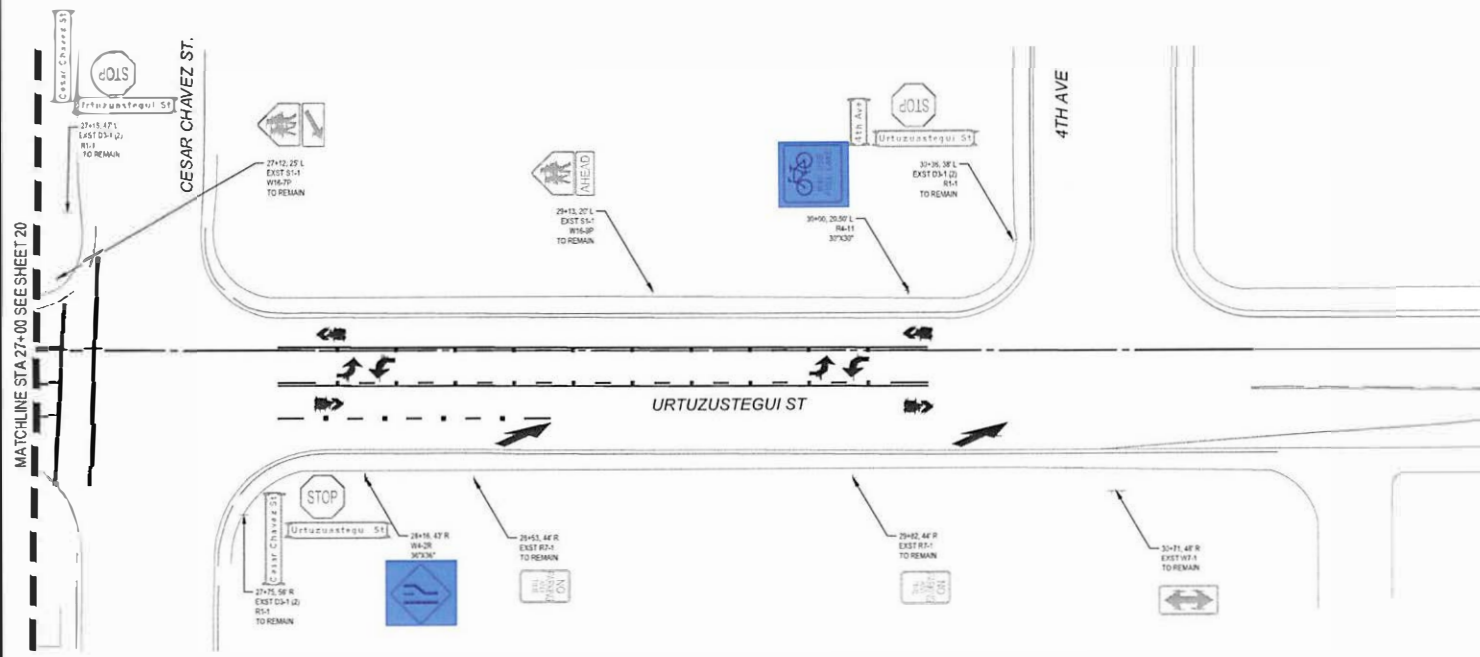 Cesar Chavez St
STOP
Urtuzuastegui St
27+15, 47' L
EXST D3-1 (2)
R1-1
TO REMAIN
CESAR CHAVEZ ST.
27+12, 25' L
EXST S1-1
W16-7P
TO REMAIN
AHEAD
29+13, 20' L
EXST S1-1
W16-9P
TO REMAIN
30+00, 20.50' L
R4-11
30"X30"
4th Ave
STOP
Urtuzuastegui St
30+36, 38' L
EXST D3-1 (2)
R1-1
TO REMAIN
4TH AVE
MATCHLINE STA 27+00 SEE SHEET 20
URTUZUSTEGUI ST
Cesar Chavez St
STOP
Urtuzuastegui St
27+75, 56' R
EXST D3-1 (2)
R1-1
TO REMAIN
28+16, 43' R
W4-2R
36"X36"
28+53, 44' R
EXST R7-1
TO REMAIN
NO
29+82, 44' R
EXST R7-1
TO REMAIN
NO
30+71, 48' R
EXST W7-1
TO REMAIN